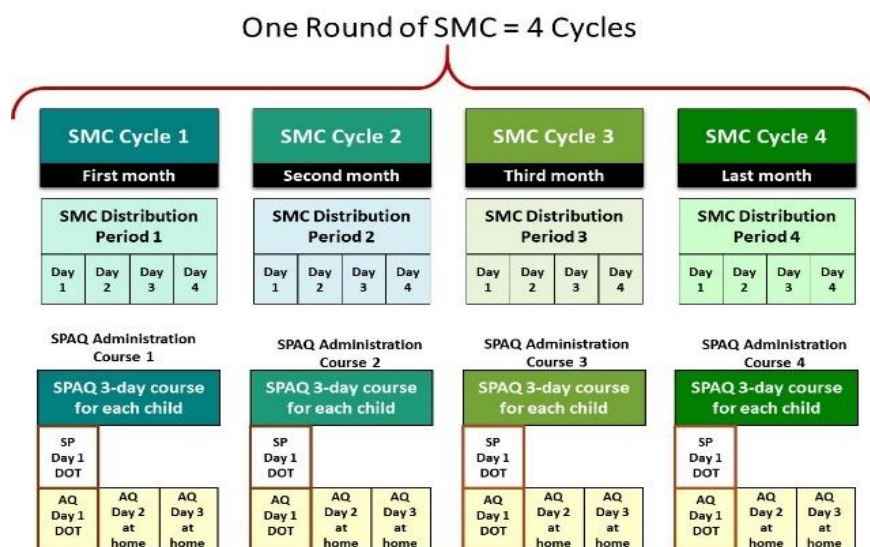 One Round of SMC = 4 Cycles
SMC Cycle 1
First month
SMC Cycle 2
Second month
SMC Cycle 3
Third month
SMC Cycle 4
Last month
SMC Distribution
Period 1
Day Day Day Day
1 2 3 4
SMC Distribution
Period 2
Day Day Day Day
1 2 3 4
SMC Distribution
Period 3
Day Day Day Day
1 2 3 4
SMC Distribution
Period 4
Day Day Day Day
1 2 3 4
SPAQ Administration
Course 1
SPAQ 3-day course
for each child
SP
Day 1
DOT
AQ
Day 1
DOT
AQ
Day 2
at
home
AQ
Day 3
at
home
SPAQ Administration
Course 2
SPAQ 3-day course
for each child
SP
Day 1
DOT
AQ
Day 1
DOT
AQ
Day 2
at
home
AQ
Day 3
at
home
SPAQ Administration
Course 3
SPAQ 3-day course
for each child
SP
Day 1
DOT
AQ
Day 1
DOT
AQ
Day 2
at
home
AQ
Day 3
at
home
SPAQ Administration
Course 4
SPAQ 3-day course
for each child
SP
Day 1
DOT
AQ
Day 1
DOT
AQ
Day 2
at
home
AQ
Day 3
at
home